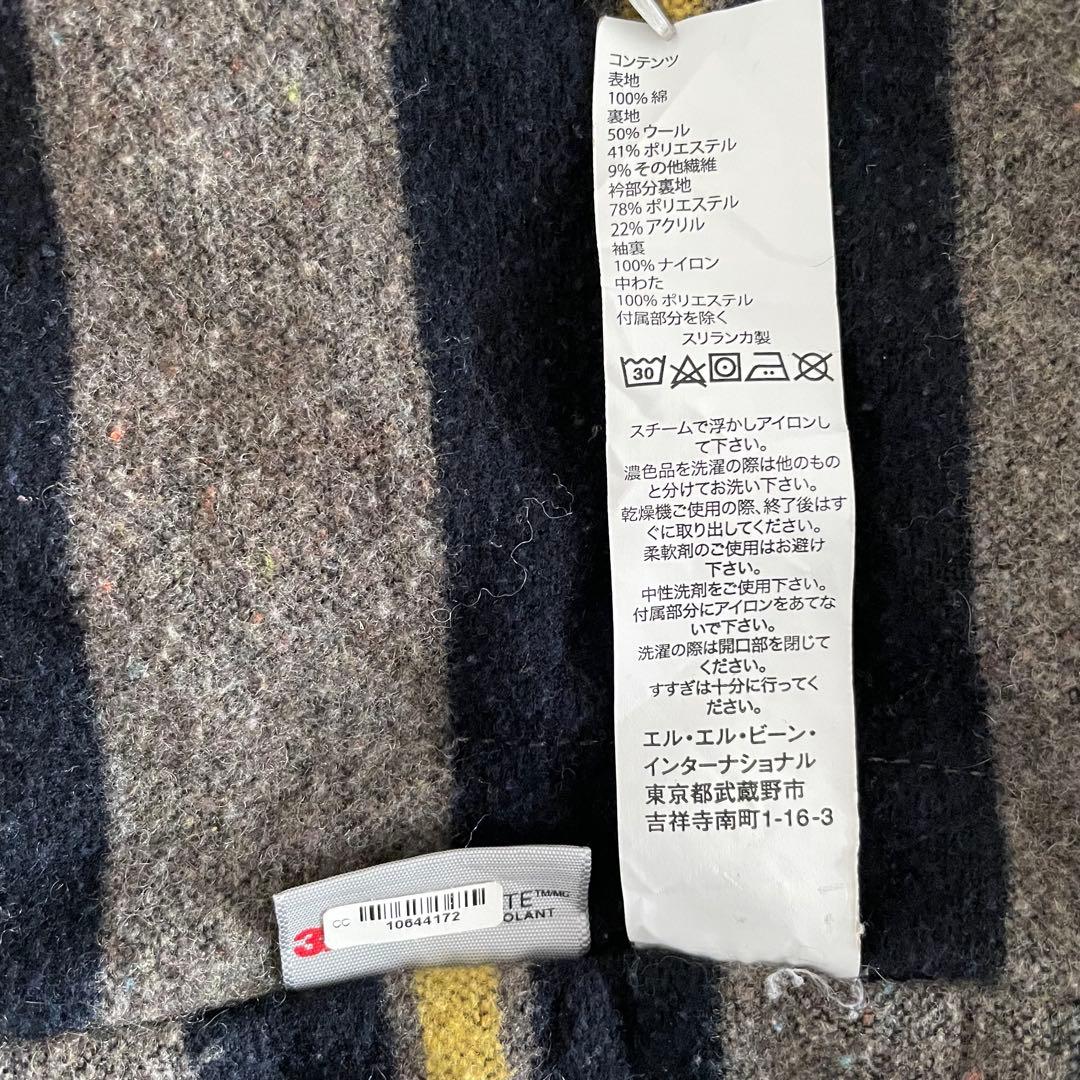 コンテンツ
表地
100% 綿
裏地
50% ウール
41% ポリエステル
9% その他繊維
衿部分裏地
78% ポリエステル
22% アクリル
袖裏
100% ナイロン
中わた
100% ポリエステル
付属部分を除く
スリランカ製
30
スチームで浮かしアイロンし
て下さい。
濃色品を洗濯の際は他のもの
と分けてお洗い下さい。
乾燥機ご使用の際、終了後はす
ぐに取り出してください。
柔軟剤のご使用はお避け
下さい。
中性洗剤をご使用下さい。
付属部分にアイロンをあてな
いで下さい。
洗濯の際は開口部を閉じて
ください。
すすぎは十分に行ってく
ださい。
エル・エル・ビーン・
インターナショナル
東京都武蔵野市
吉祥寺南町1-16-3
CC
10644172
TE™/MC
OLANT